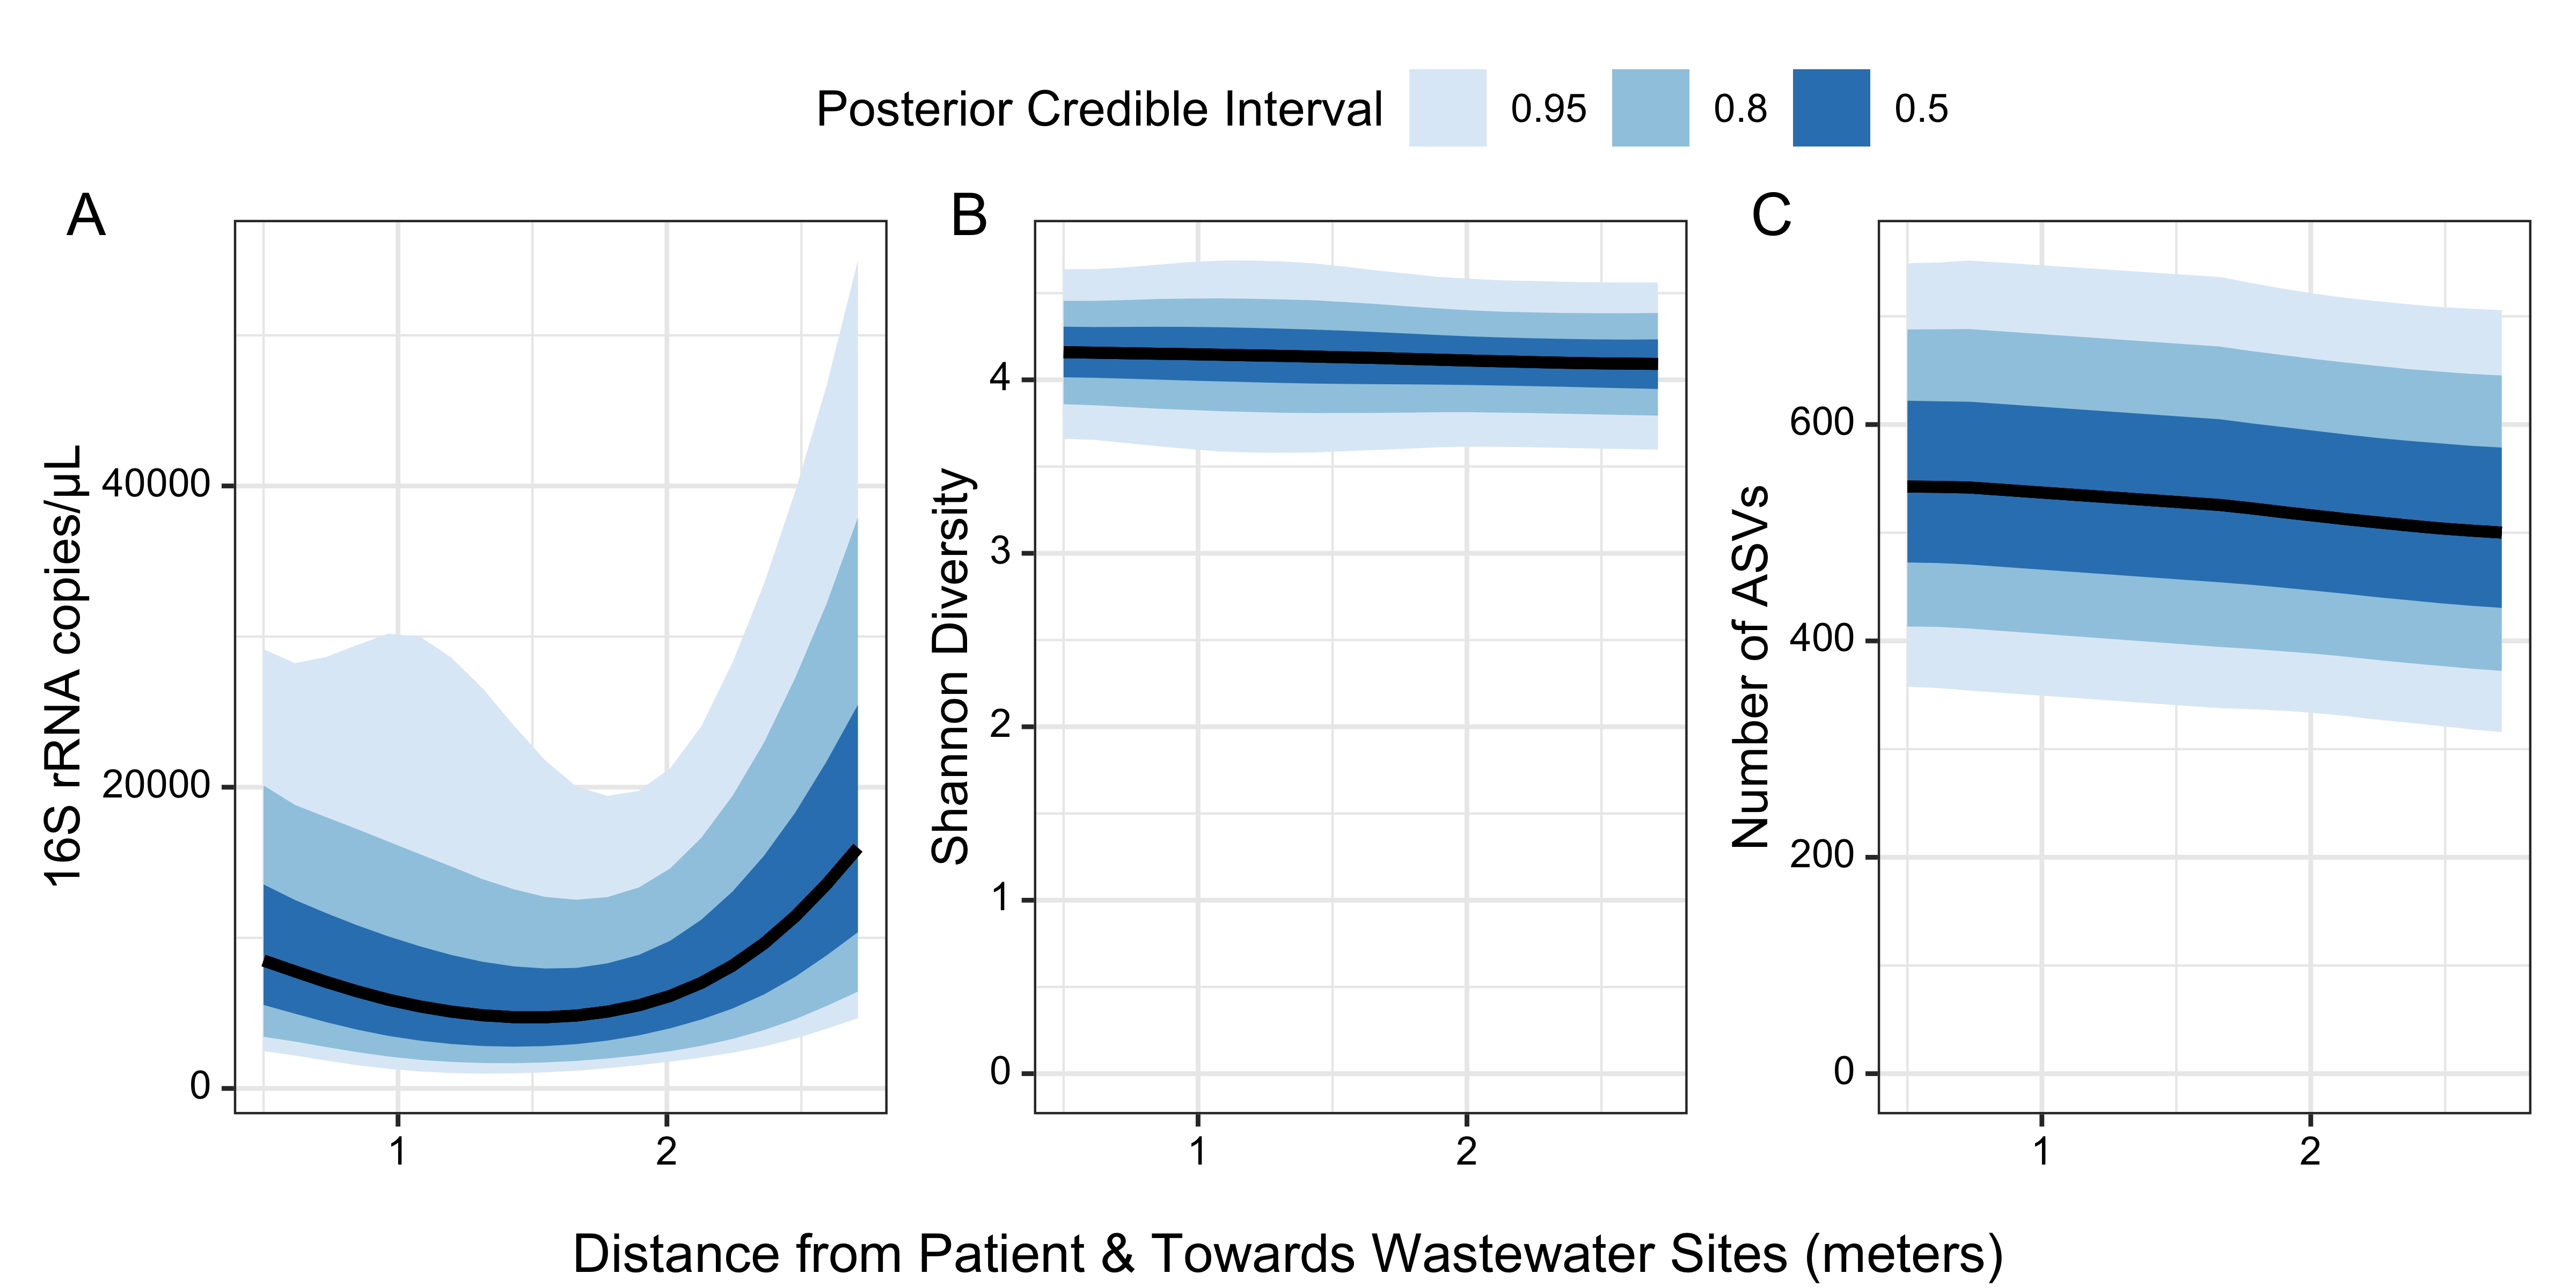 Posterior Credible Interval 0.95 0.8 0.5
A
B
C
16S rRNA copies/µL
40000
20000
0
1 2
Shannon Diversity
4
3
2
1
0
1 2
Number of ASVs
600
400
200
0
1 2
Distance from Patient & Towards Wastewater Sites (meters)